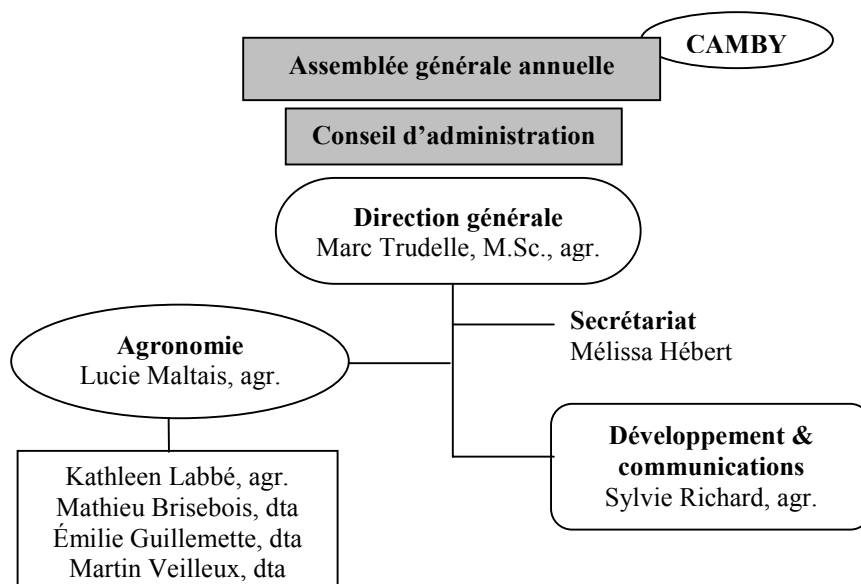 CAMBY
Assemblée générale annuelle
Conseil d’administration
Direction générale
Marc Trudelle, M.Sc., agr.
Secrétariat
Mélissa Hébert
Agronomie
Lucie Maltais, agr.
Développement &
communications
Sylvie Richard, agr.
Kathleen Labbé, agr.
Mathieu Brisebois, dta
Émilie Guillemette, dta
Martin Veilleux, dta